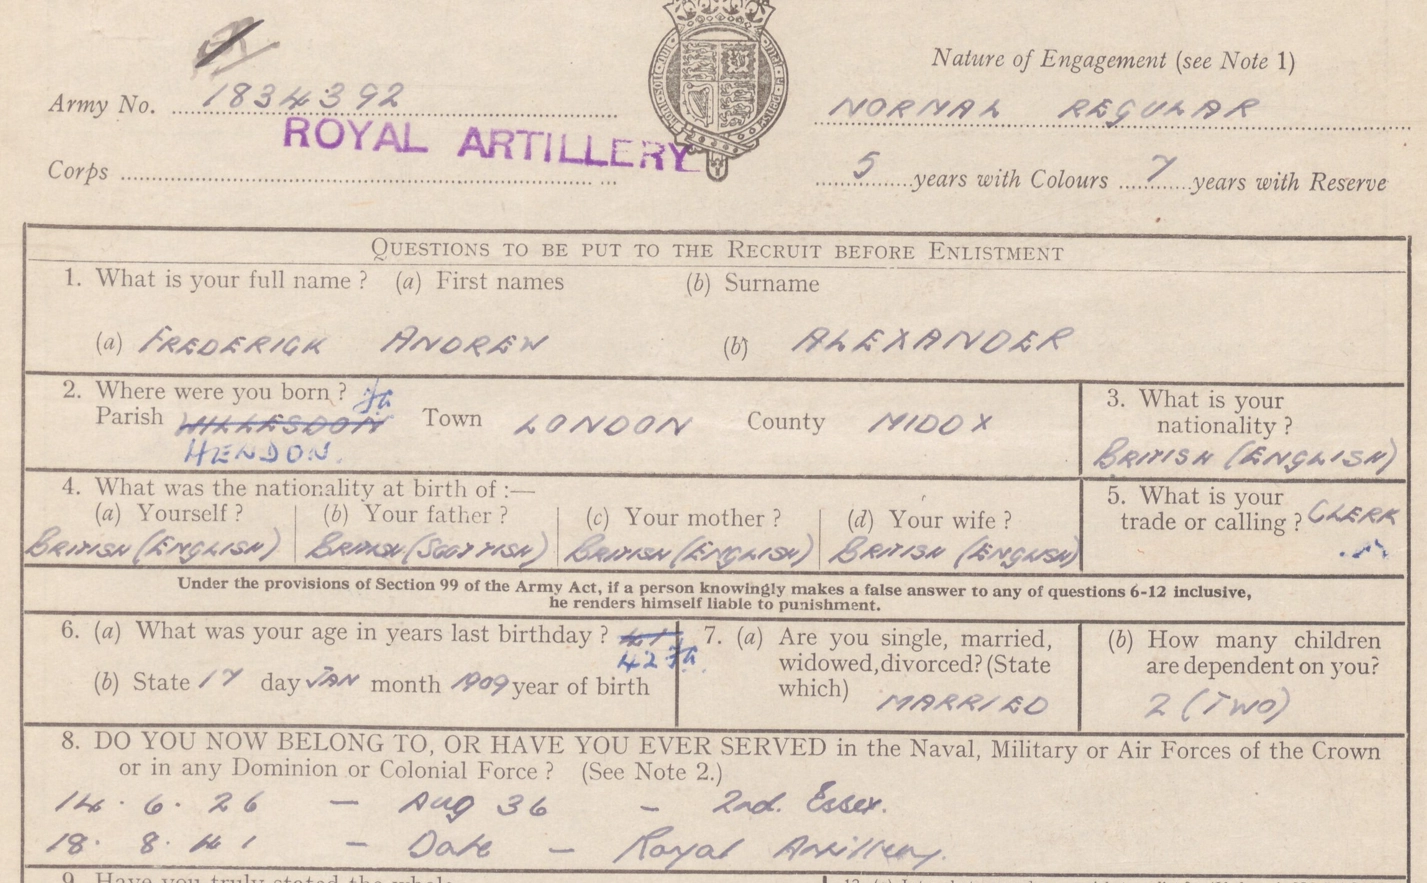 Nature of Engagement (see Note 1)
Army No. 1834392
NORMAL REGULAR
ROYAL ARTILLERY
Corps
5 years with Colours 7 years with Reserve
QUESTIONS TO BE PUT TO THE RECRUIT BEFORE ENLISTMENT
1. What is your full name ? (a) First names (b) Surname
(a) FREDERICK ANDREW (b) ALEXANDER
2. Where were you born ?
Parish WILLESDON Town LONDON County MIDDX
HENDON.
3. What is your
nationality ?
BRITISH (ENGLISH)
4. What was the nationality at birth of :—
(a) Yourself ? (b) Your father ? (c) Your mother ? (d) Your wife ?
BRITISH (ENGLISH) BRITISH (SCOTTISH) BRITISH (ENGLISH) BRITISH (ENGLISH)
5. What is your
trade or calling ? CLERK
Under the provisions of Section 99 of the Army Act, if a person knowingly makes a false answer to any of questions 6-12 inclusive,
he renders himself liable to punishment.
6. (a) What was your age in years last birthday ? 41
42
(b) State 17 day JAN month 1909 year of birth
7. (a) Are you single, married,
widowed, divorced? (State
which) MARRIED
(b) How many children
are dependent on you?
2 (TWO)
8. DO YOU NOW BELONG TO, OR HAVE YOU EVER SERVED in the Naval, Military or Air Forces of the Crown
or in any Dominion or Colonial Force ? (See Note 2.)
14. 6. 26 — Aug 36 — 2nd. Essex.
18. 8. 41 — Date — Royal Artillery.
9. Have you truly stated the whole